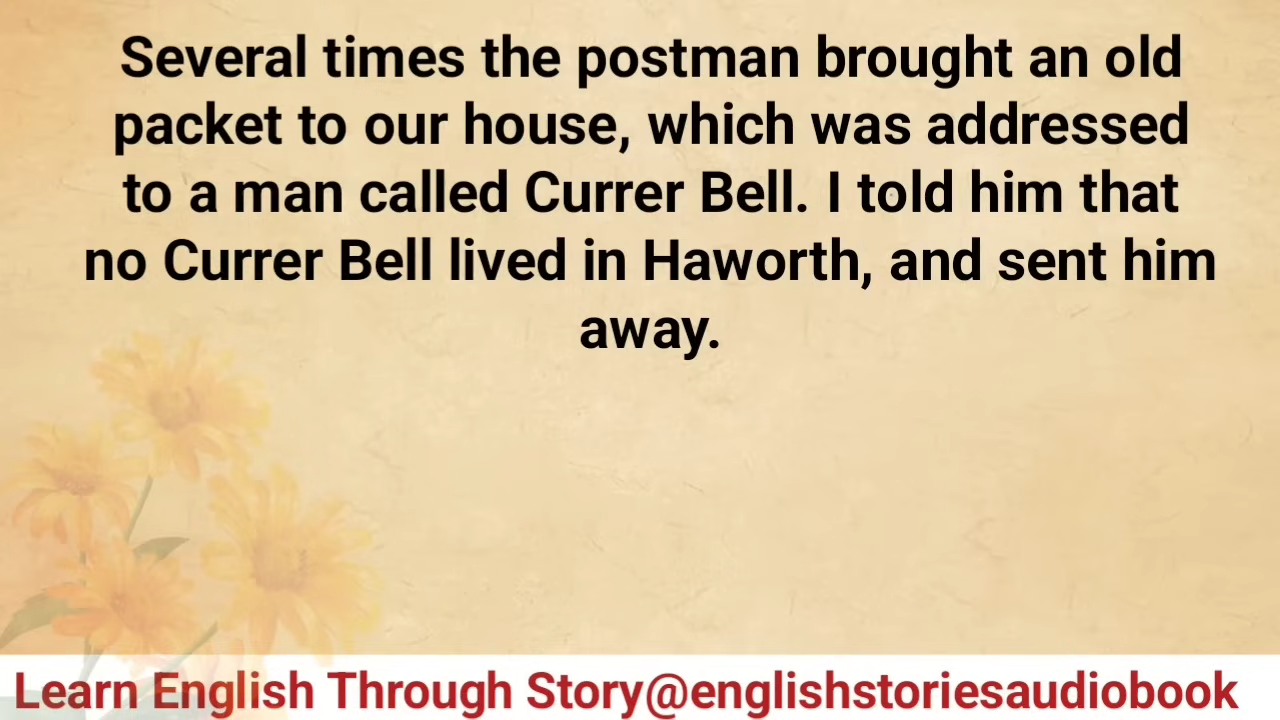 Several times the postman brought an old
packet to our house, which was addressed
to a man called Currer Bell. I told him that
no Currer Bell lived in Haworth, and sent him
away.
Learn English Through Story@englishstoriesaudiobook